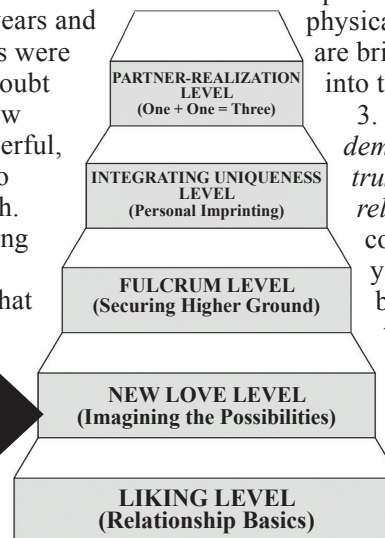 years and
s were
oubt
w
erful,
o
h.
ng
hat
PARTNER-REALIZATION
LEVEL
(One + One = Three)
INTEGRATING UNIQUENESS
LEVEL
(Personal Imprinting)
FULCRUM LEVEL
(Securing Higher Ground)
NEW LOVE LEVEL
(Imagining the Possibilities)
LIKING LEVEL
(Relationship Basics)
physica
are bri
into t
3.
dem
trus
rel
co
y
b